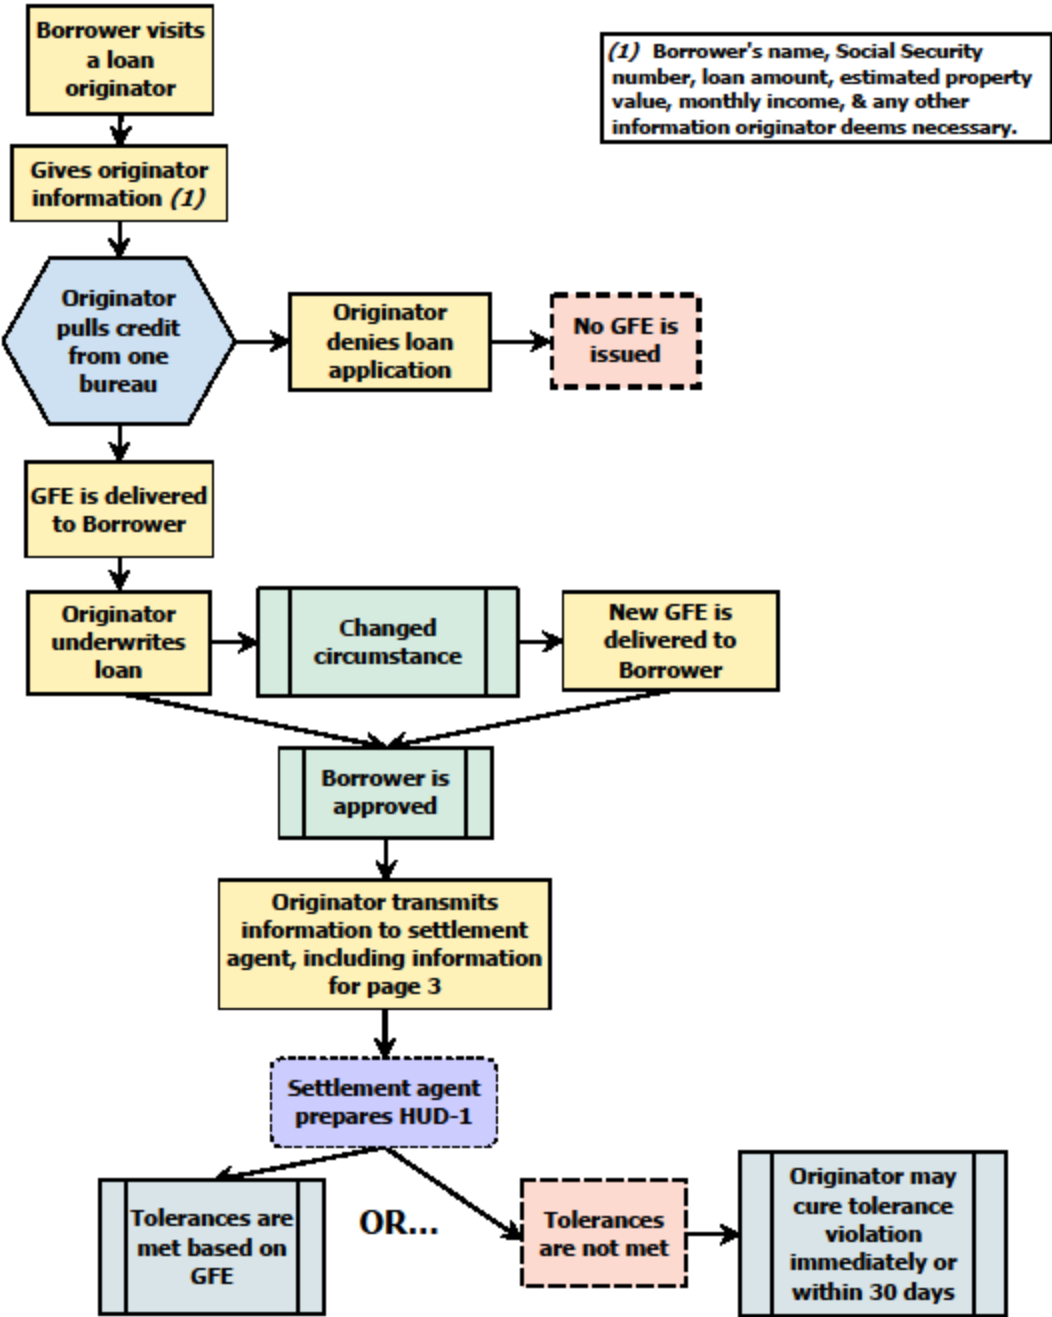 Borrower visits
a loan
originator
(1) Borrower's name, Social Security
number, loan amount, estimated property
value, monthly income, & any other
information originator deems necessary.
Gives originator
information (1)
Originator
pulls credit
from one
bureau
Originator
denies loan
application
No GFE is
issued
GFE is delivered
to Borrower
Originator
underwrites
loan
Changed
circumstance
New GFE is
delivered to
Borrower
Borrower is
approved
Originator transmits
information to settlement
agent, including information
for page 3
Settlement agent
prepares HUD-1
Tolerances are
met based on
GFE
OR...
Tolerances
are not met
Originator may
cure tolerance
violation
immediately or
within 30 days